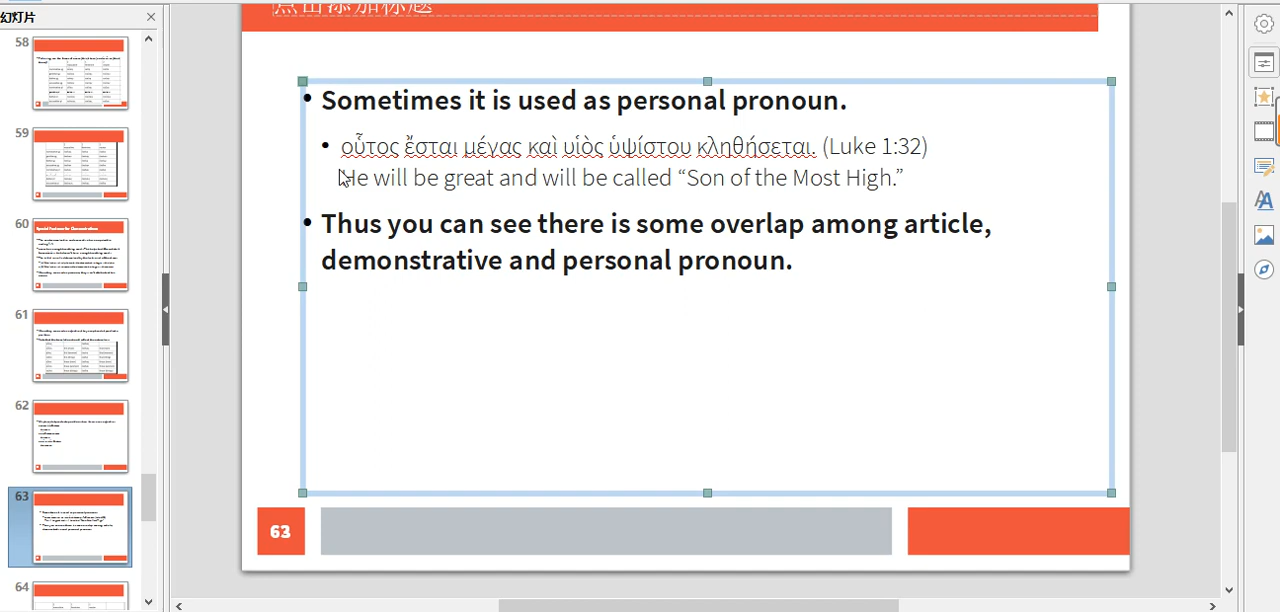 幻灯片
点击添加标题
58
59
60
61
62
63
64
• Sometimes it is used as personal pronoun.
• οὗτος ἔσται μέγας καὶ υἱὸς ὑψίστου κληθήσεται. (Luke 1:32)
He will be great and will be called “Son of the Most High.”
• Thus you can see there is some overlap among article,
demonstrative and personal pronoun.
63